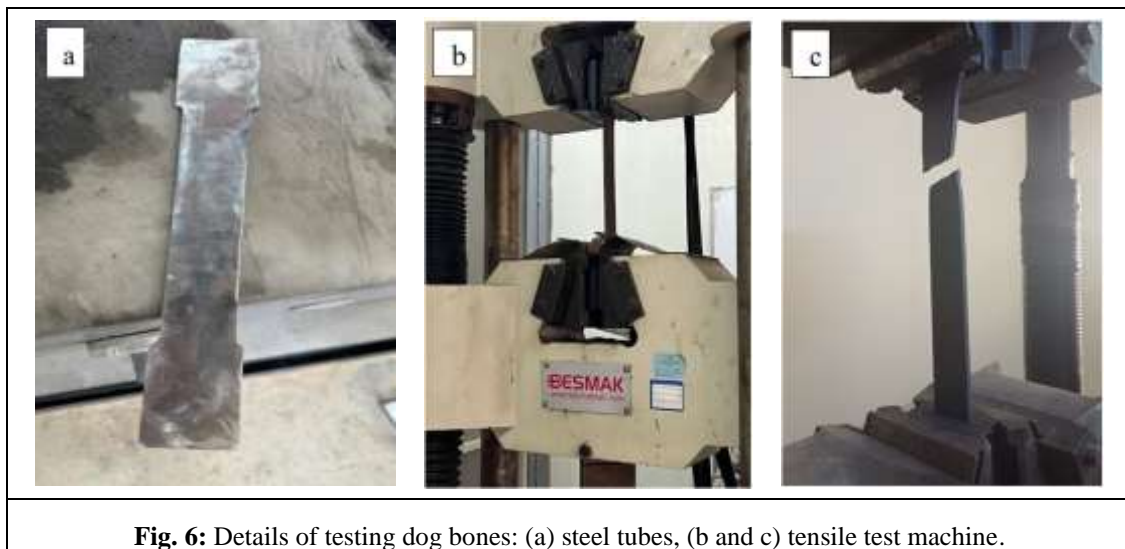 a
b
c
BESMAK
Fig. 6: Details of testing dog bones: (a) steel tubes, (b and c) tensile test machine.